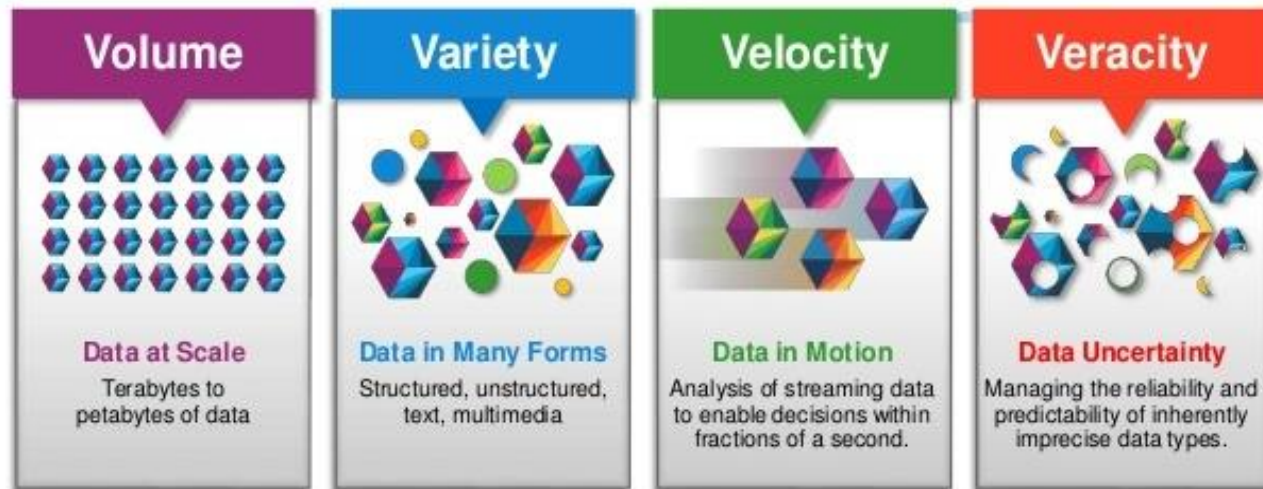 Volume
Data at Scale
Terabytes to
petabytes of data
Variety
Data in Many Forms
Structured, unstructured,
text, multimedia
Velocity
Data in Motion
Analysis of streaming data
to enable decisions within
fractions of a second.
Veracity
Data Uncertainty
Managing the reliability and
predictability of inherently
imprecise data types.